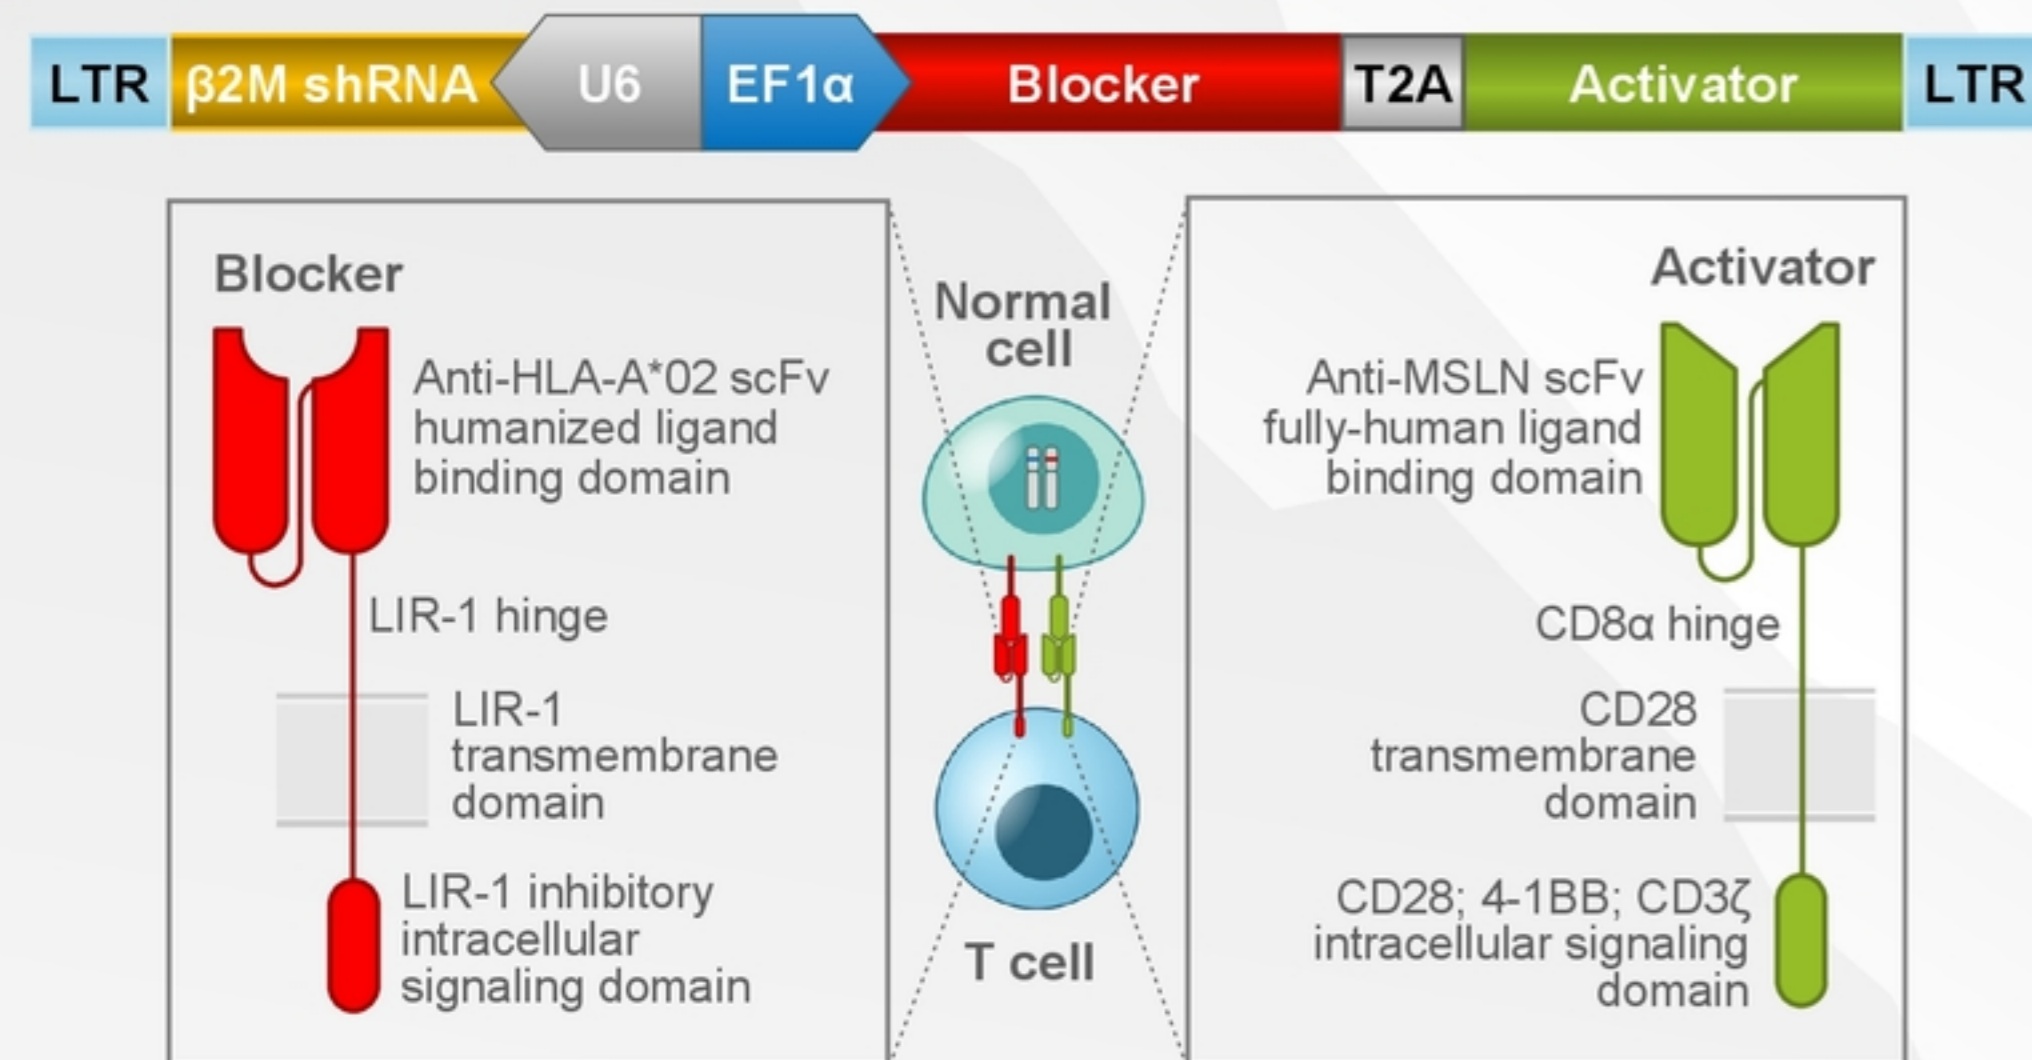 LTR β2M shRNA U6 EF1α Blocker T2A Activator LTR
Blocker
Anti-HLA-A*02 scFv
humanized ligand
binding domain
LIR-1 hinge
LIR-1
transmembrane
domain
LIR-1 inhibitory
intracellular
signaling domain
Normal
cell
T cell
Activator
Anti-MSLN scFv
fully-human ligand
binding domain
CD8α hinge
CD28
transmembrane
domain
CD28; 4-1BB; CD3ζ
intracellular signaling
domain